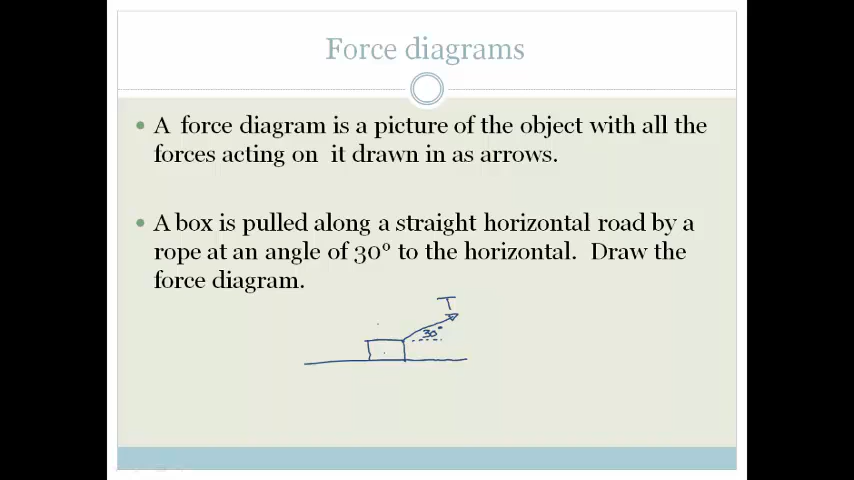 Force diagrams
A force diagram is a picture of the object with all the
forces acting on it drawn in as arrows.
A box is pulled along a straight horizontal road by a
rope at an angle of 30° to the horizontal. Draw the
force diagram.
T
30°